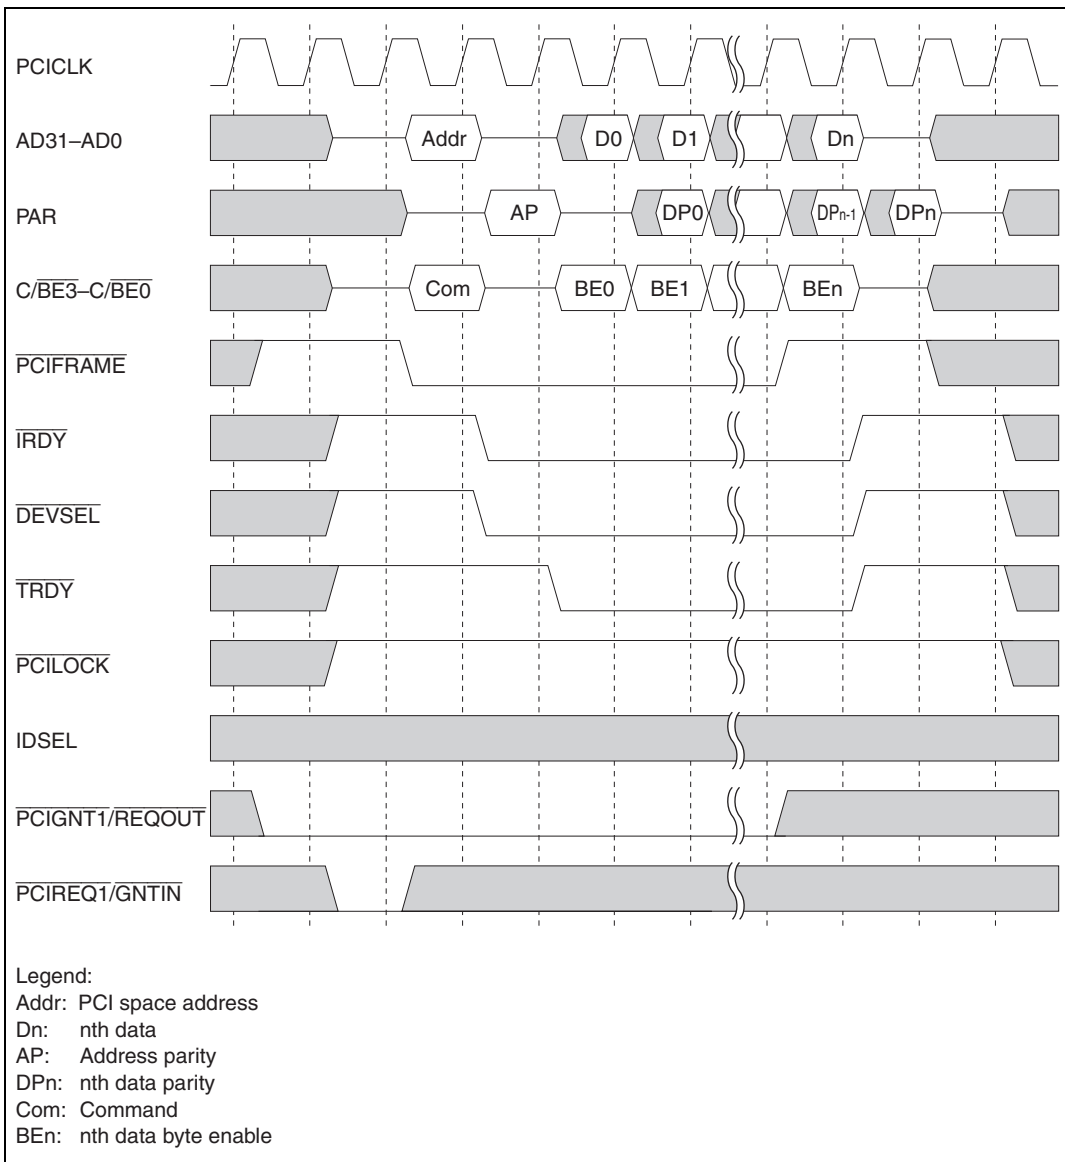 PCICLK
AD31–AD0 Addr D0 D1 Dn
PAR AP DP0 DPn-1 DPn
C/BE3–C/BE0 Com BE0 BE1 BEn
PCIFRAME
IRDY
DEVSEL
TRDY
PCILOCK
IDSEL
PCIGNT1/REQOUT
PCIREQ1/GNTIN
Legend:
Addr: PCI space address
Dn: nth data
AP: Address parity
DPn: nth data parity
Com: Command
BEn: nth data byte enable